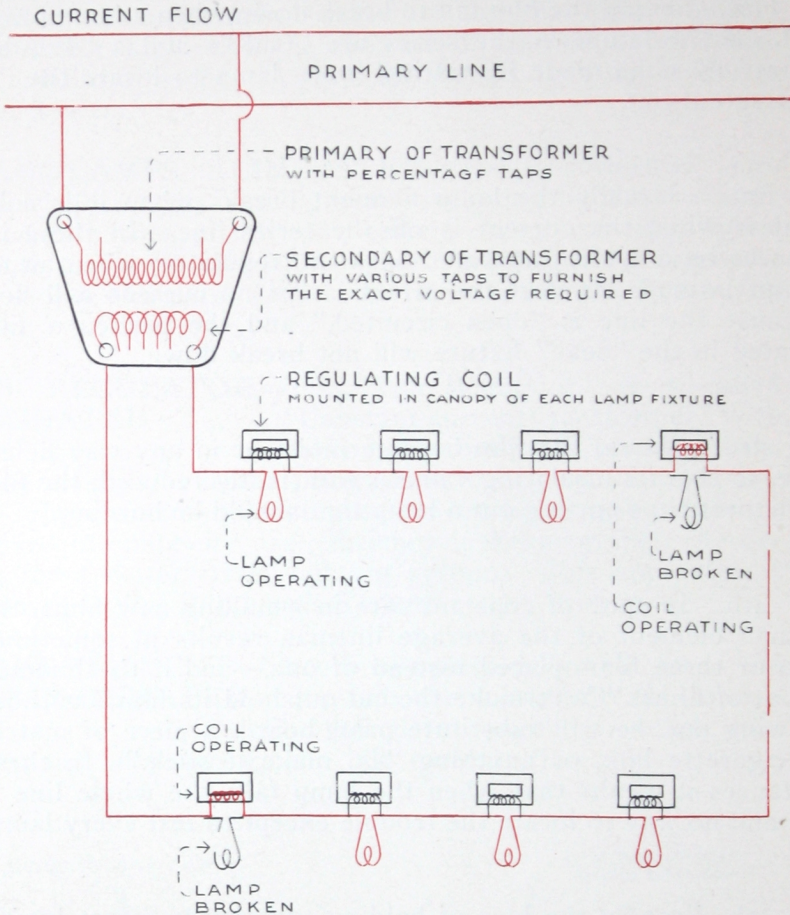 CURRENT FLOW
PRIMARY LINE
PRIMARY OF TRANSFORMER
WITH PERCENTAGE TAPS
SECONDARY OF TRANSFORMER
WITH VARIOUS TAPS TO FURNISH
THE EXACT VOLTAGE REQUIRED
REGULATING COIL
MOUNTED IN CANOPY OF EACH LAMP FIXTURE
LAMP
OPERATING
LAMP
BROKEN
COIL
OPERATING
COIL
OPERATING
LAMP
BROKEN